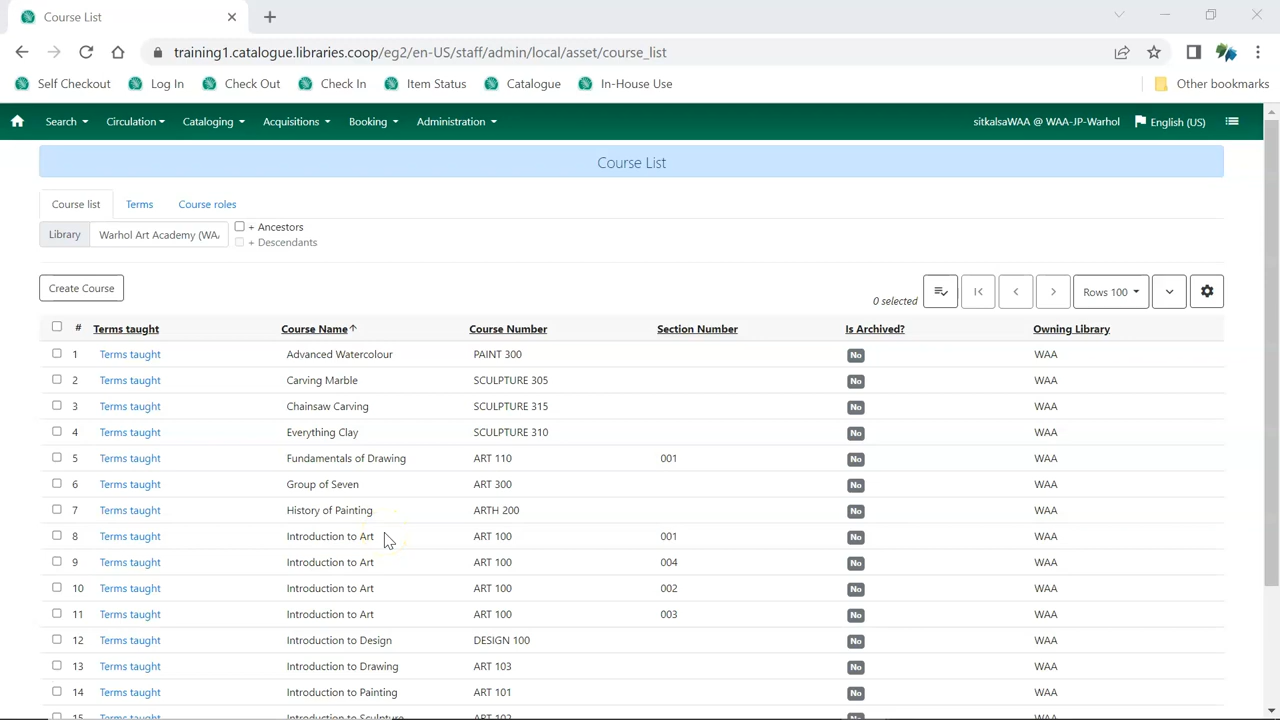 Course List
training1.catalogue.libraries.coop/eg2/en-US/staff/admin/local/asset/course_list
Self Checkout Log In Check Out Check In Item Status Catalogue In-House Use Other bookmarks
Search Circulation Cataloging Acquisitions Booking Administration sitkalsaWAA @ WAA-JP-Warhol English (US)
Course List
Course list Terms Course roles
Library Warhol Art Academy (WA + Ancestors
+ Descendants
Create Course 0 selected Rows 100
# Terms taught Course Name Course Number Section Number Is Archived? Owning Library
1 Terms taught Advanced Watercolour PAINT 300 No WAA
2 Terms taught Carving Marble SCULPTURE 305 No WAA
3 Terms taught Chainsaw Carving SCULPTURE 315 No WAA
4 Terms taught Everything Clay SCULPTURE 310 No WAA
5 Terms taught Fundamentals of Drawing ART 110 001 No WAA
6 Terms taught Group of Seven ART 300 No WAA
7 Terms taught History of Painting ARTH 200 No WAA
8 Terms taught Introduction to Art ART 100 001 No WAA
9 Terms taught Introduction to Art ART 100 004 No WAA
10 Terms taught Introduction to Art ART 100 002 No WAA
11 Terms taught Introduction to Art ART 100 003 No WAA
12 Terms taught Introduction to Design DESIGN 100 No WAA
13 Terms taught Introduction to Drawing ART 103 No WAA
14 Terms taught Introduction to Painting ART 101 No WAA
15 Terms taught Introduction to Sculpture ART 102 No WAA